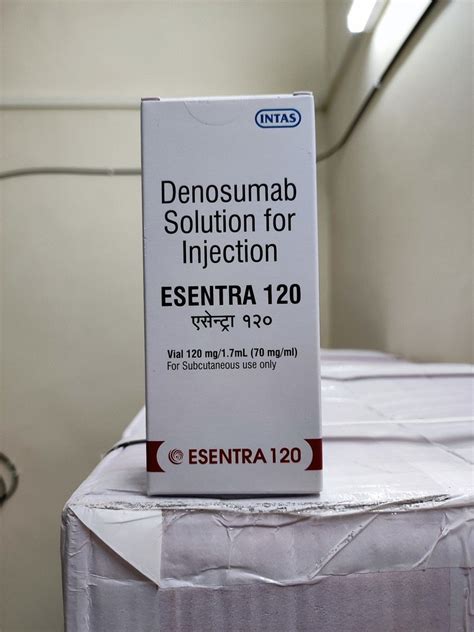 INTAS
Denosumab
Solution for
Injection
ESENTRA 120
एसेन्ट्रा १२०
Vial 120 mg/1.7mL (70 mg/ml)
For Subcutaneous use only
ESENTRA 120